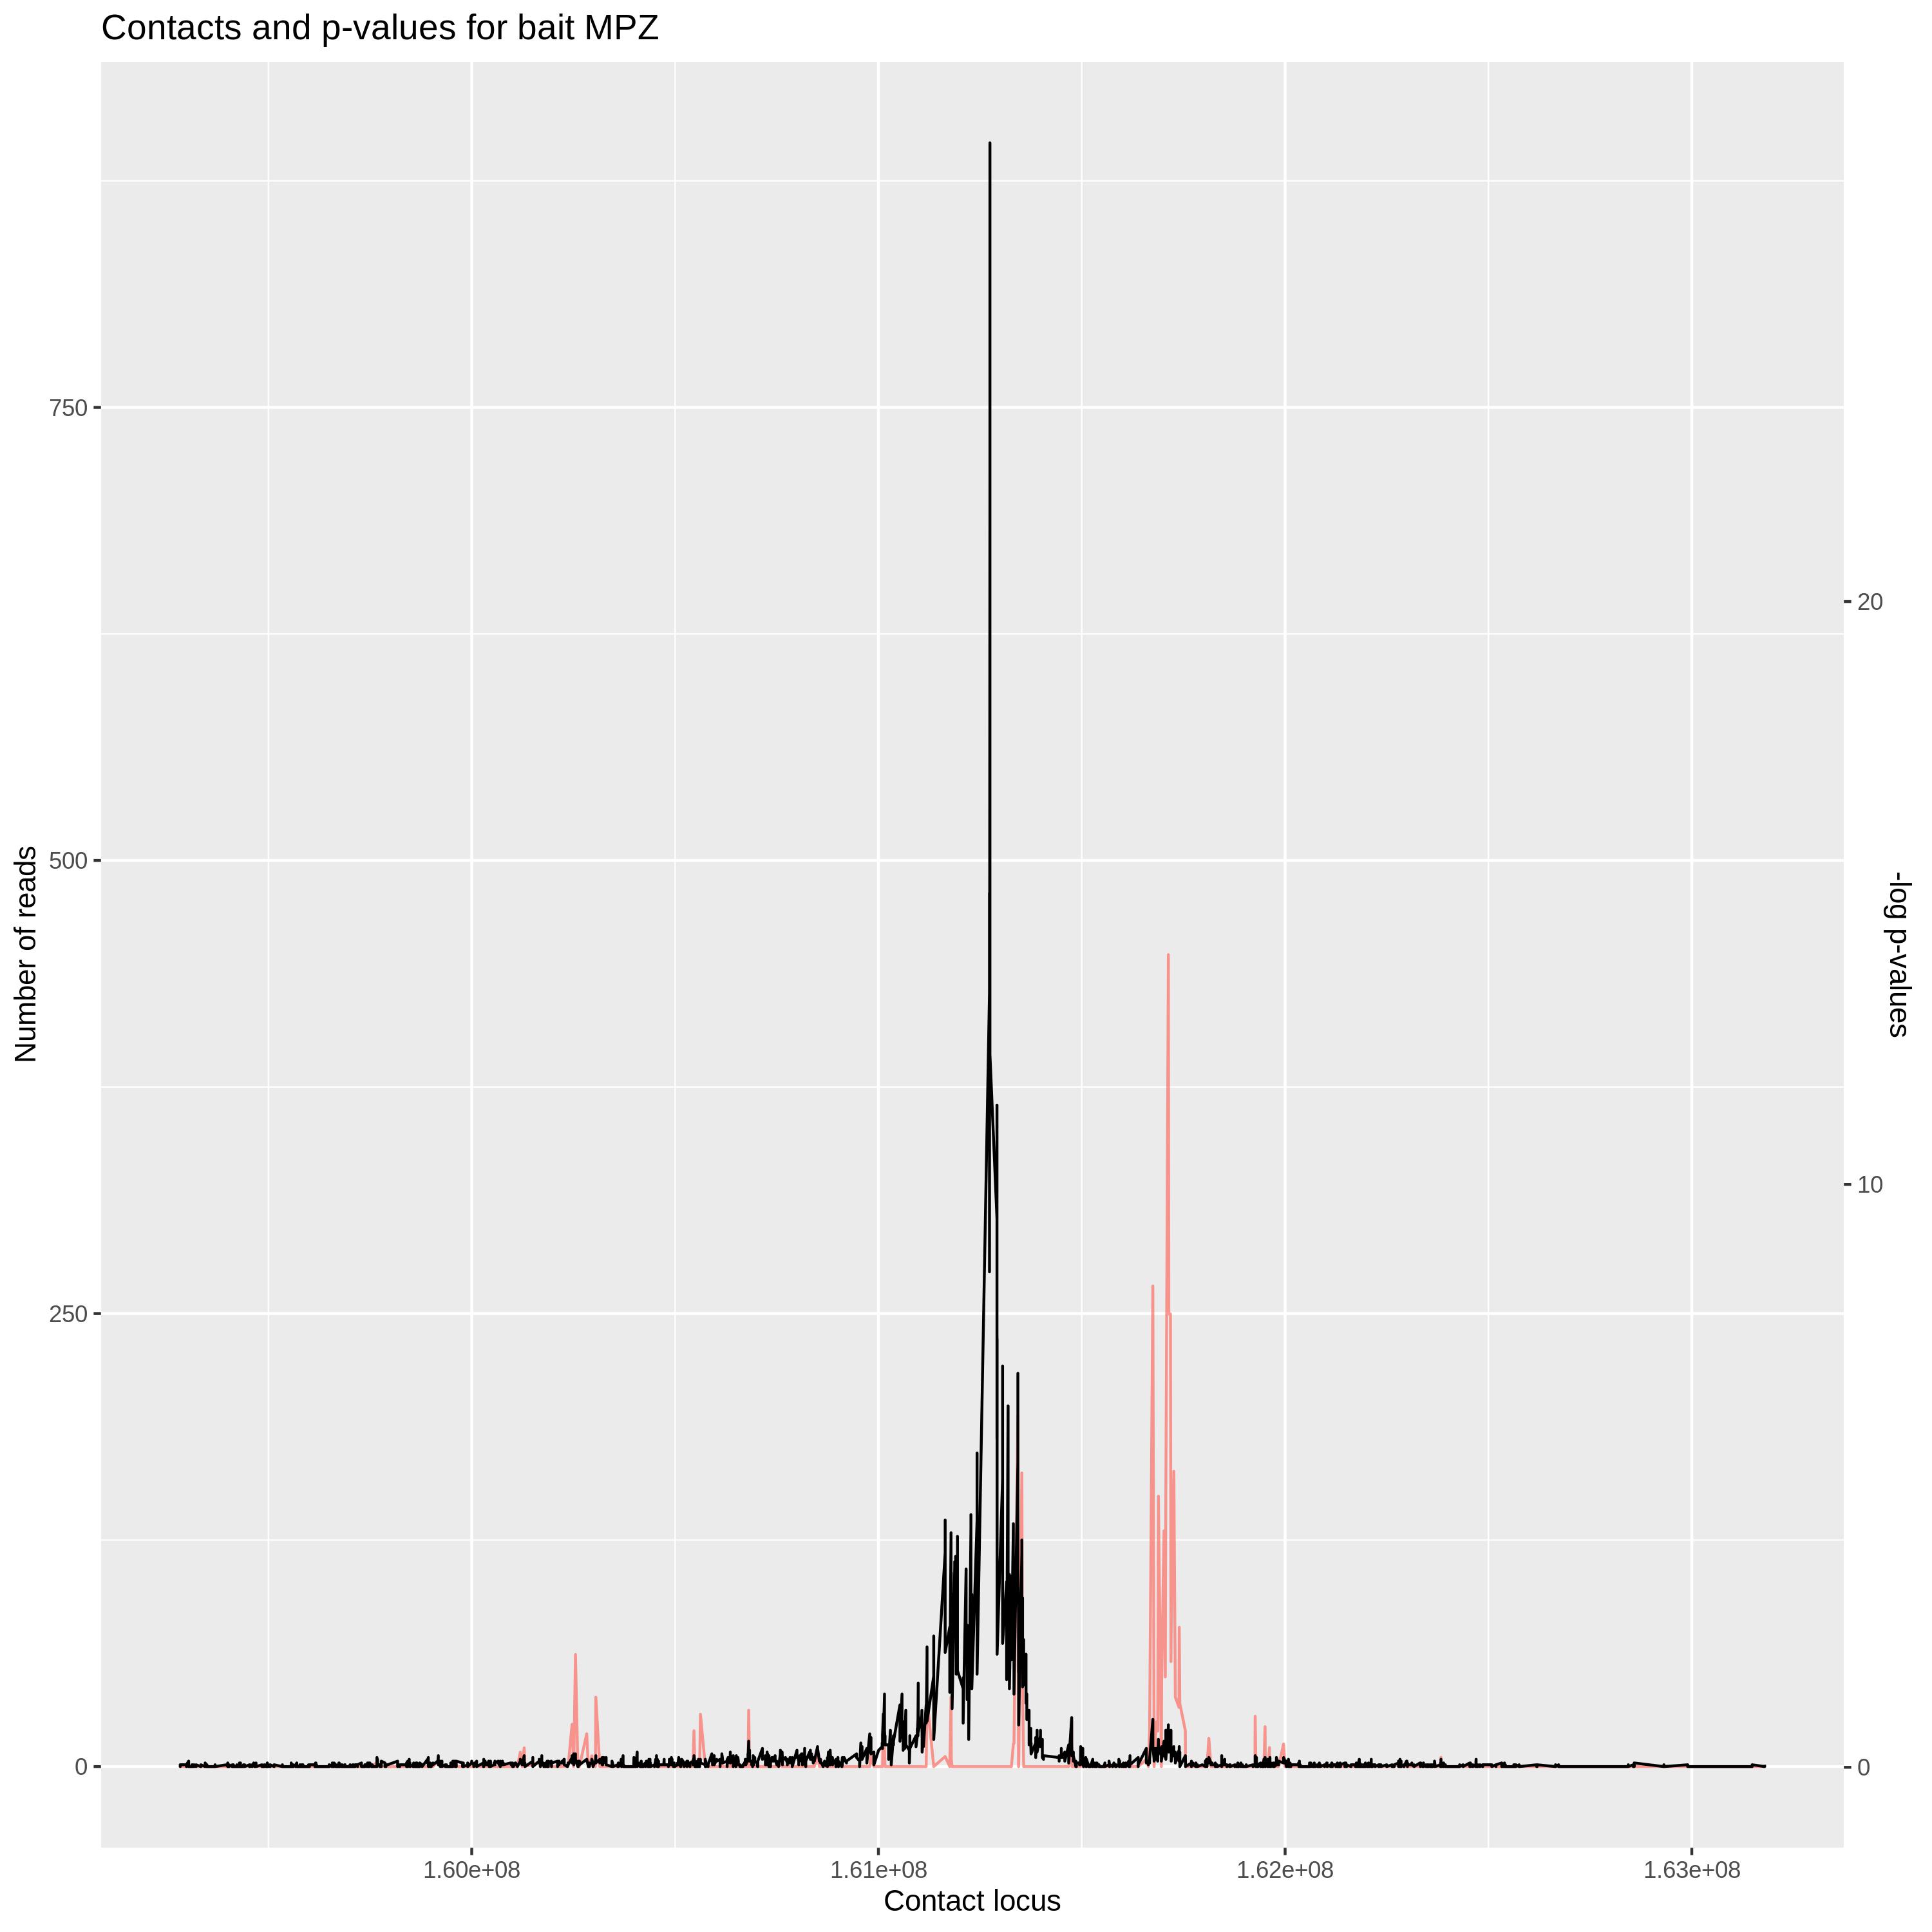 Contacts and p-values for bait MPZ
750
500
250
0
Number of reads
20
10
0
-log p-values
1.60e+08 1.61e+08 1.62e+08 1.63e+08
Contact locus